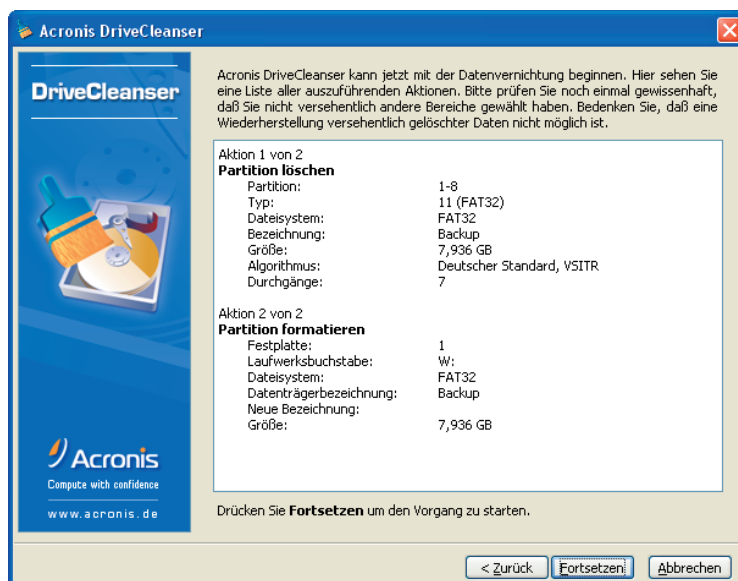 Acronis DriveCleanser
DriveCleanser
Acronis DriveCleanser kann jetzt mit der Datenvernichtung beginnen. Hier sehen Sie
eine Liste aller auszuführenden Aktionen. Bitte prüfen Sie noch einmal gewissenhaft,
daß Sie nicht versehentlich andere Bereiche gewählt haben. Bedenken Sie, daß eine
Wiederherstellung versehentlich gelöschter Daten nicht möglich ist.
Aktion 1 von 2
Partition löschen
Partition: 1-8
Typ: 11 (FAT32)
Dateisystem: FAT32
Bezeichnung: Backup
Größe: 7,936 GB
Algorithmus: Deutscher Standard, VSITR
Durchgänge: 7
Aktion 2 von 2
Partition formatieren
Festplatte: 1
Laufwerksbuchstabe: W:
Dateisystem: FAT32
Datenträgerbezeichnung: Backup
Neue Bezeichnung:
Größe: 7,936 GB
Acronis
Compute with confidence
www.acronis.de
Drücken Sie Fortsetzen um den Vorgang zu starten.
< Zurück Fortsetzen Abbrechen